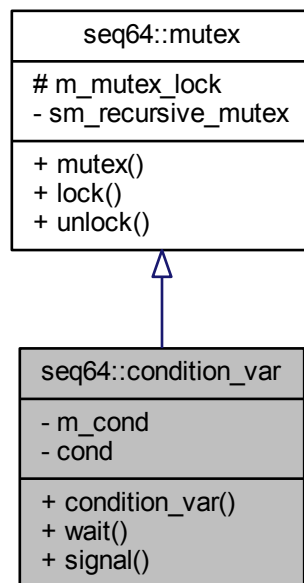 seq64::mutex
# m_mutex_lock
- sm_recursive_mutex
+ mutex()
+ lock()
+ unlock()
seq64::condition_var
- m_cond
- cond
+ condition_var()
+ wait()
+ signal()